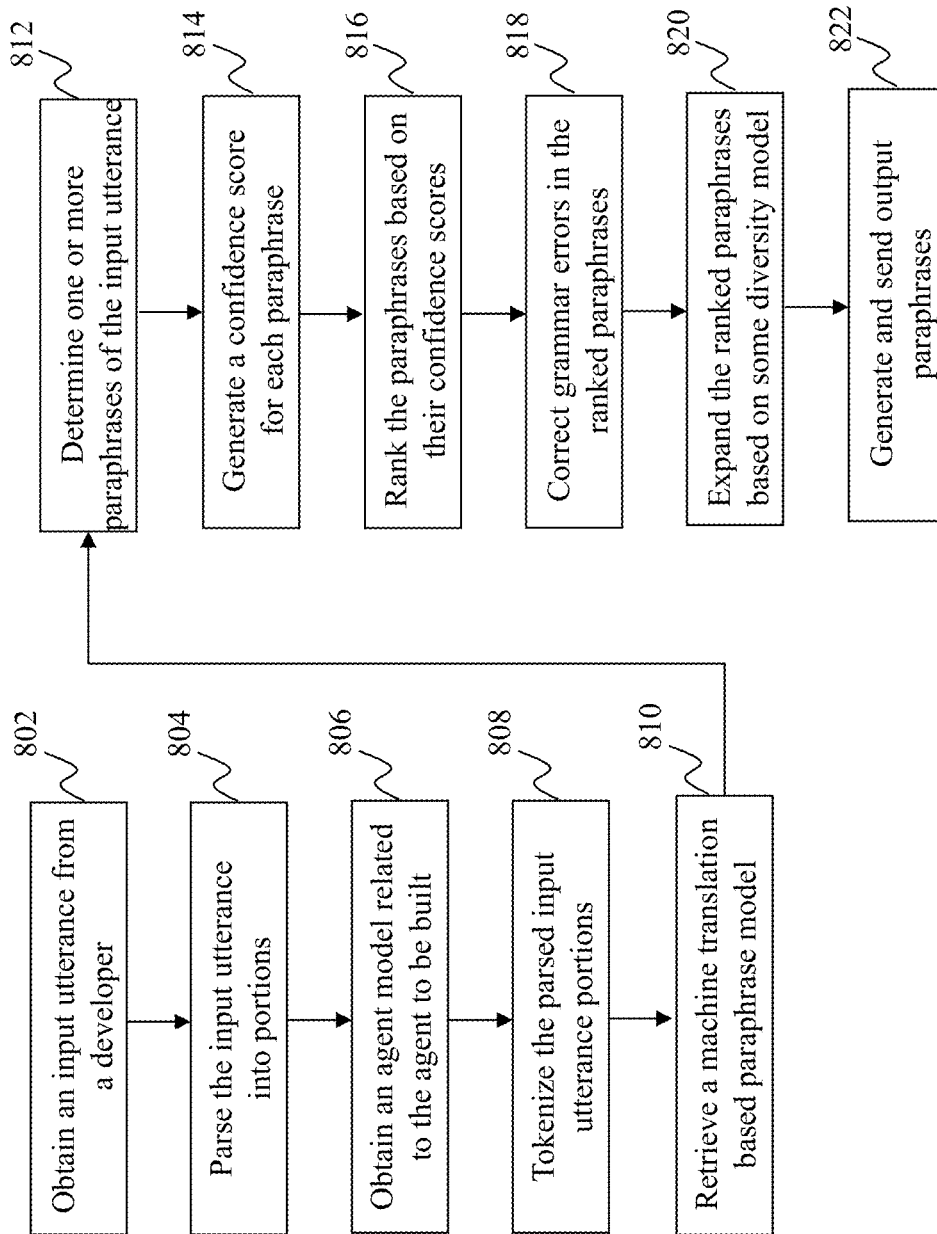 802
Obtain an input utterance from
a developer
804
Parse the input utterance
into portions
806
Obtain an agent model related
to the agent to be built
808
Tokenize the parsed input
utterance portions
810
Retrieve a machine translation
based paraphrase model
812
Determine one or more
paraphrases of the input utterance
814
Generate a confidence score
for each paraphrase
816
Rank the paraphrases based on
their confidence scores
818
Correct grammar errors in the
ranked paraphrases
820
Expand the ranked paraphrases
based on some diversity model
822
Generate and send output
paraphrases